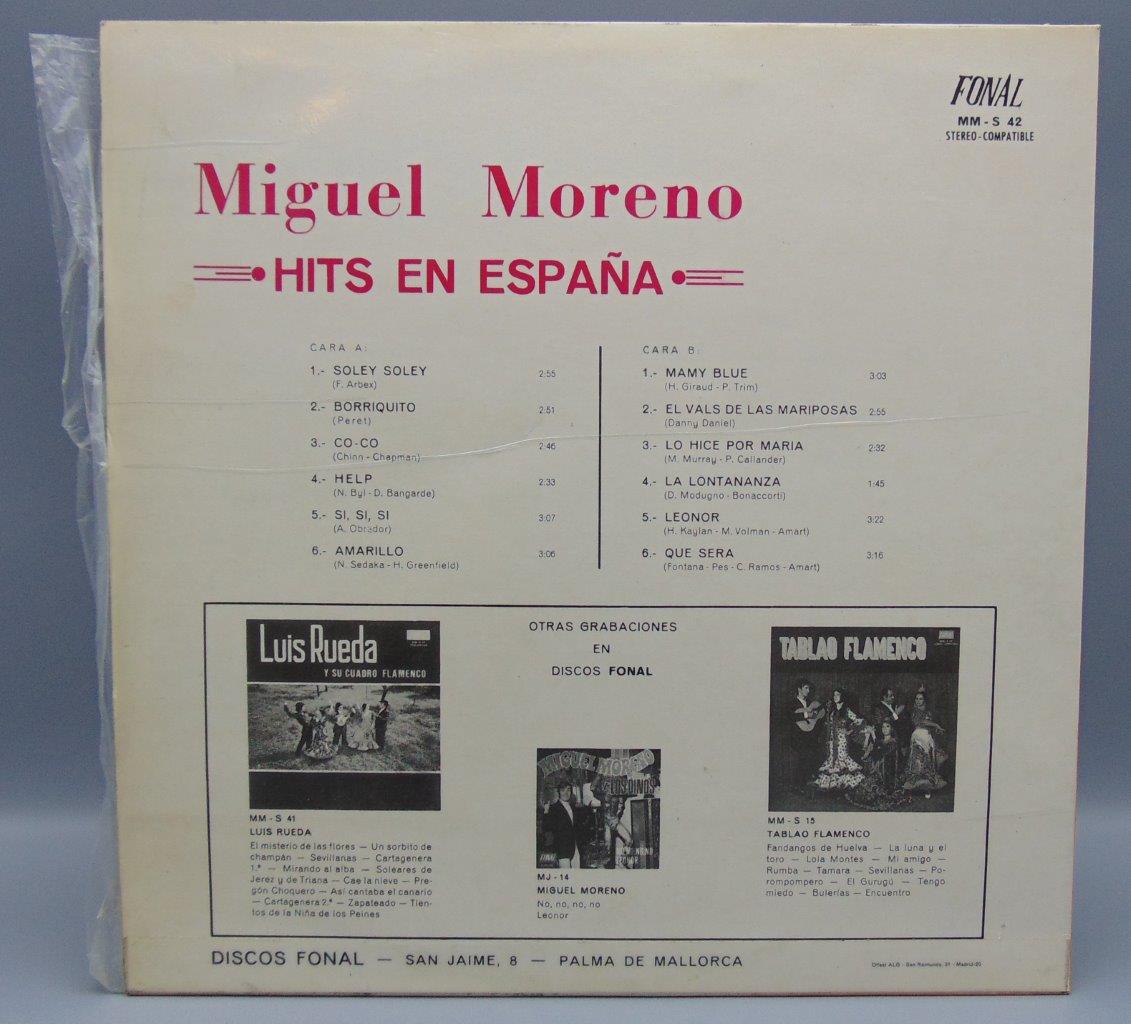 FONAL
MM - S 42
STEREO-COMPATIBLE
Miguel Moreno
HITS EN ESPAÑA
CARA A:
1.- SOLEY SOLEY 2:55
(F. Arbex)
2.- BORRIQUITO 2:51
(Peret)
3.- CO-CO 2:46
(Chinn - Chapman)
4.- HELP 2:33
(N. Byl - D. Bangarde)
5.- SI, SI, SI 3:07
(A. Obrador)
6.- AMARILLO 3:06
(N. Sedaka - H. Greenfield)
CARA B:
1.- MAMY BLUE 3:03
(H. Giraud - P. Trim)
2.- EL VALS DE LAS MARIPOSAS 2:55
(Danny Daniel)
3.- LO HICE POR MARIA 2:32
(M. Murray - P. Callander)
4.- LA LONTANANZA 1:45
(D. Modugno - Bonaccorti)
5.- LEONOR 3:22
(H. Kaylan - M. Volman - Amart)
6.- QUE SERA 3:16
(Fontana - Pes - C. Ramos - Amart)
Luis Rueda
Y SU CUADRO FLAMENCO
MM - S 41
LUIS RUEDA
El misterio de las flores — Un sorbito de
champán — Sevillanas — Cartagenera
1.ª — Mirando al alba — Soleares de
Jerez y de Triana — Cae la nieve — Pre-
gón Choquero — Así cantaba el canario
— Cartagenera 2.ª — Zapateado — Tien-
tos de la Niña de los Peines
OTRAS GRABACIONES
EN
DISCOS FONAL
MIGUEL MORENO
LEONOR
MJ - 14
MIGUEL MORENO
No, no, no, no
Leonor
TABLAO FLAMENCO
MM - S 15
TABLAO FLAMENCO
Fandangos de Huelva — La luna y el
toro — Lola Montes — Mi amigo —
Rumba — Tamara — Sevillanas — Po-
rompompero — El Gurugú — Tengo
miedo — Bulerías — Encuentro
DISCOS FONAL — SAN JAIME, 8 — PALMA DE MALLORCA
Offset ALG - San Raimundo, - Madrid-20